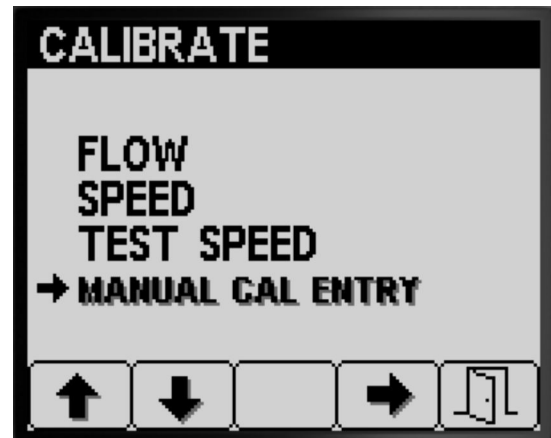 CALIBRATE
FLOW
SPEED
TEST SPEED
MANUAL CAL ENTRY